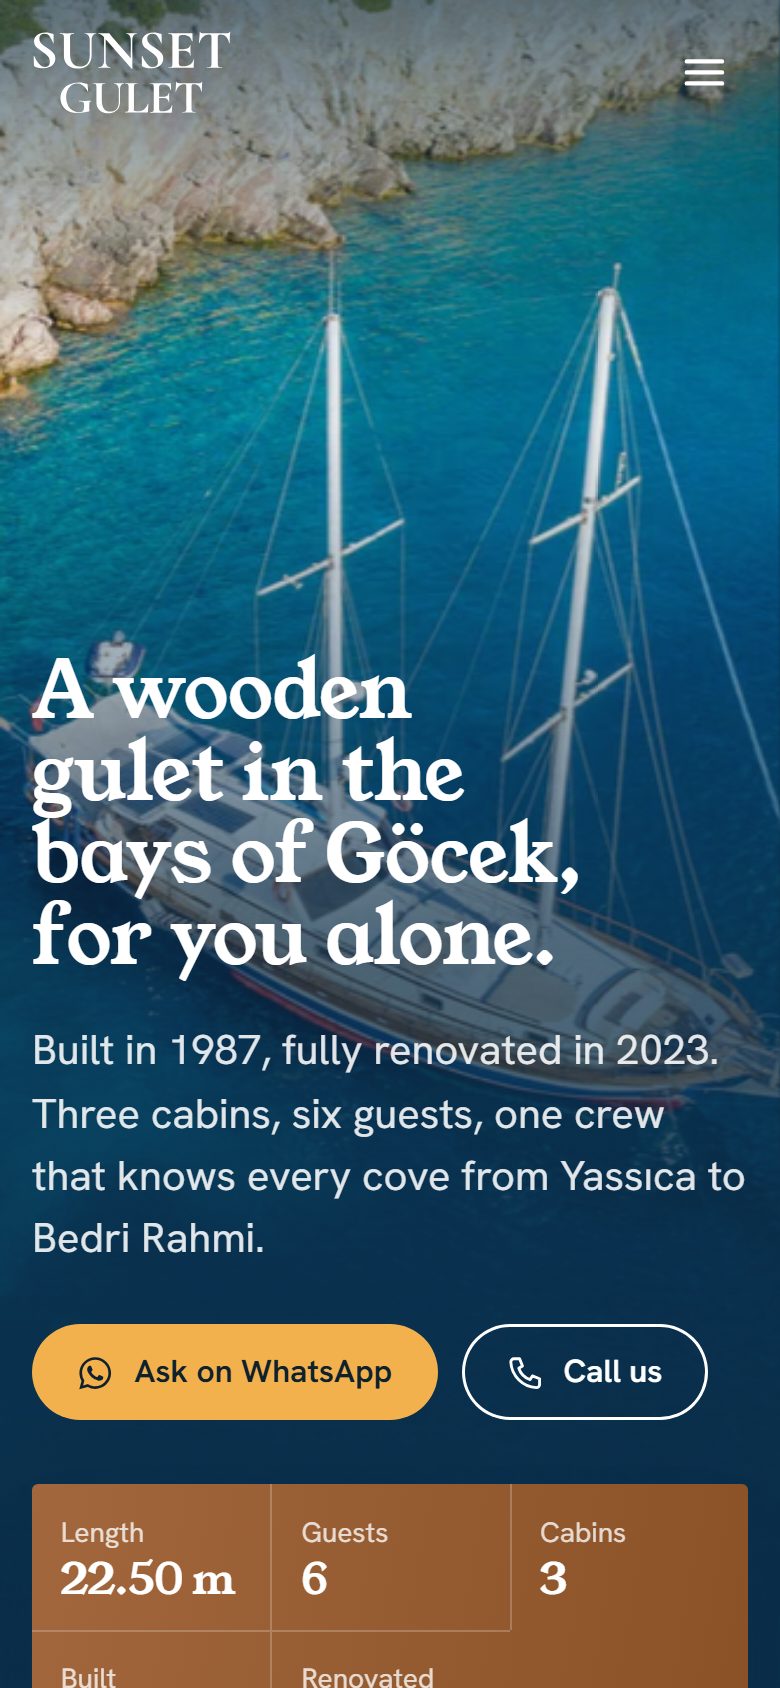 SUNSET
GULET
A wooden
gulet in the
bays of Göcek,
for you alone.
Built in 1987, fully renovated in 2023.
Three cabins, six guests, one crew
that knows every cove from Yassıca to
Bedri Rahmi.
Ask on WhatsApp
Call us
Length
Guests
Cabins
22.50 m
6
3
Built
Renovated